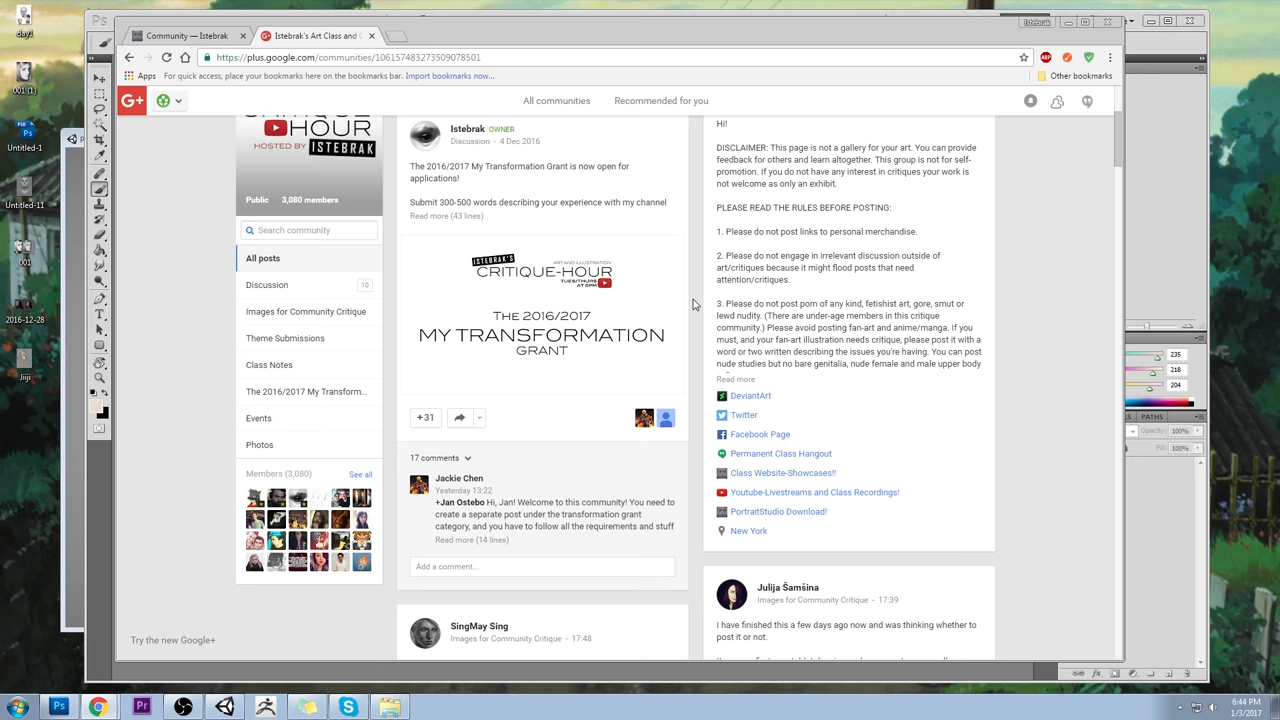 Ps
day1
001 (1)
Untitled-1
Untitled-11
001
2016-12-28
Jiiji
Community — Istebrak
Istebrak's Art Class and C
Istebrak
https://plus.google.com/communities/106157483273509078501
ABP
Apps
For quick access, place your bookmarks here on the bookmarks bar.
Import bookmarks now...
Other bookmarks
G+
All communities
Recommended for you
CRITIQUE
HOUR
HOSTED BY ISTEBRAK
Public
3,080 members
Search community
All posts
Discussion
10
Images for Community Critique
Theme Submissions
Class Notes
The 2016/2017 My Transform...
Events
Photos
Members (3,080)
See all
Try the new Google+
Istebrak OWNER
Discussion - 4 Dec 2016
The 2016/2017 My Transformation Grant is now open for
applications!
Submit 300-500 words describing your experience with my channel
Read more (43 lines)
ISTEBRAK'S
ART AND ILLUSTRATION
CRITIQUE-HOUR
TUES/THURS
AT 5PM
THE 2016/2017
MY TRANSFORMATION
GRANT
+31
17 comments
Jackie Chen
Yesterday 13:22
+Jan Ostebo Hi, Jan! Welcome to this community! You need to
create a separate post under the transformation grant
category, and you have to follow all the requirements and stuff
Read more (14 lines)
Add a comment...
SingMay Sing
Images for Community Critique - 17:48
Hi!
DISCLAIMER: This page is not a gallery for your art. You can provide
feedback for others and learn altogether. This group is not for self-
promotion. If you do not have any interest in critiques your work is
not welcome as only an exhibit.
PLEASE READ THE RULES BEFORE POSTING:
1. Please do not post links to personal merchandise.
2. Please do not engage in irrelevant discussion outside of
art/critiques because it might flood posts that need
attention/critiques.
3. Please do not post porn of any kind, fetishist art, gore, smut or
lewd nudity. (There are under-age members in this critique
community.) Please avoid posting fan-art and anime/manga. If you
must, and your fan-art illustration needs critique, please post it with a
word or two written describing the issues you're having. You can post
nude studies but no bare genitalia, nude female and male upper body
Read more
DeviantArt
Twitter
Facebook Page
Permanent Class Hangout
Class Website-Showcases!!
Youtube-Livestreams and Class Recordings!
PortraitStudio Download!
New York
Julija Šamšina
Images for Community Critique - 17:39
I have finished this a few days ago now and was thinking whether to
post it or not.
235
218
204
PATHS
Opacity:
100%
Fill:
100%
Ps
Pr
S
6:44 PM
1/3/2017